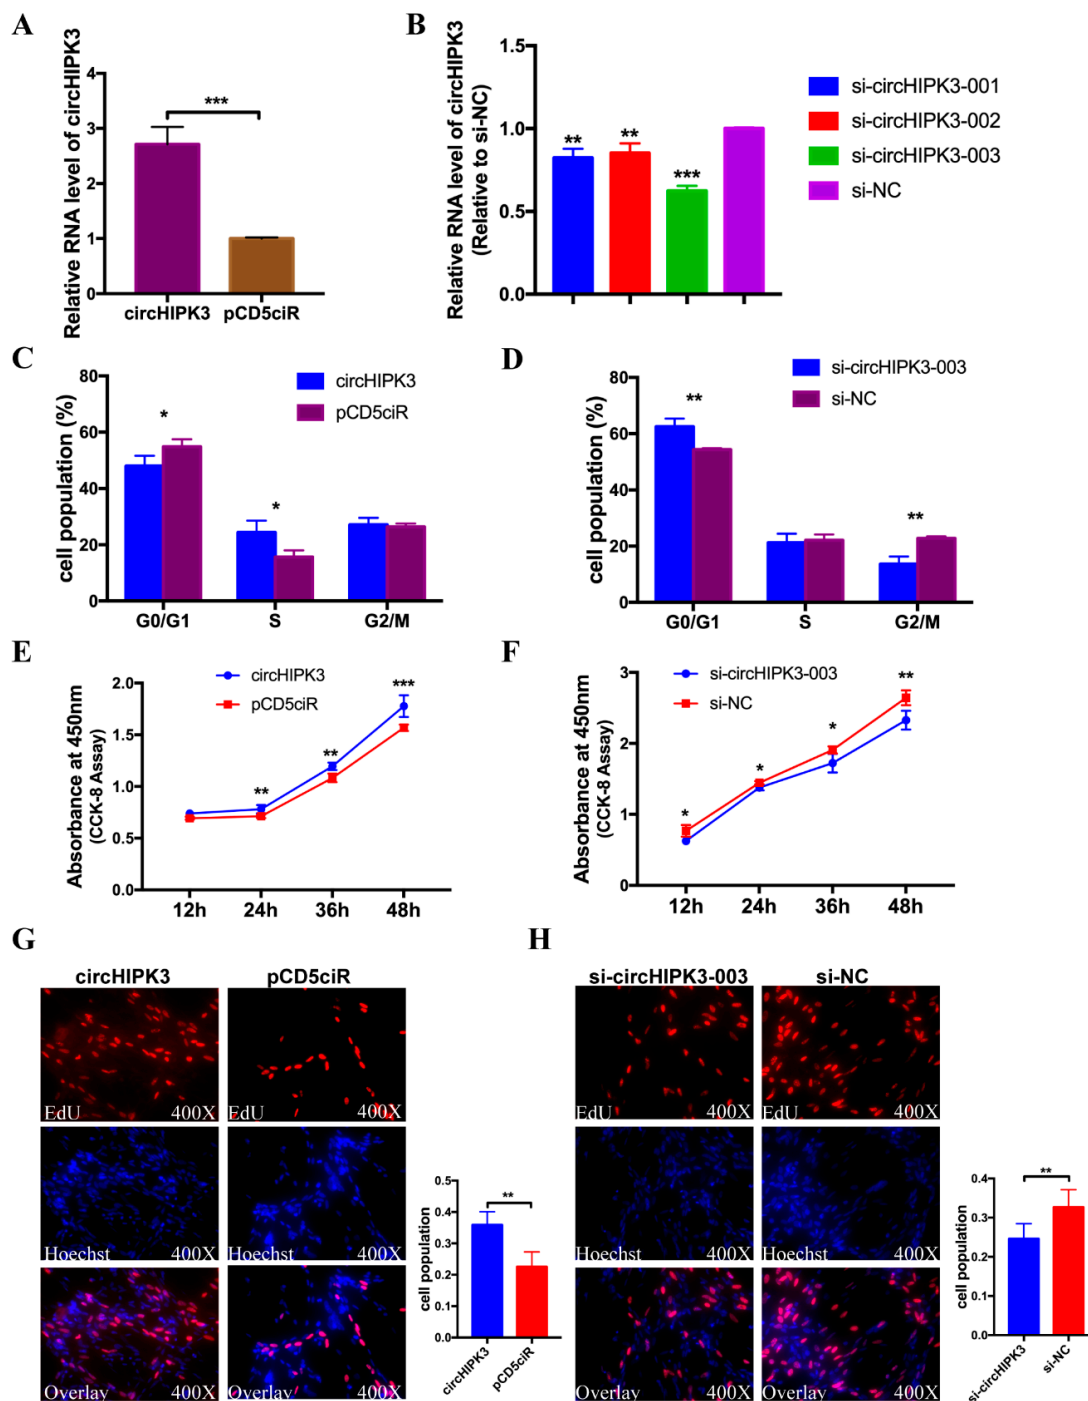 A
Relative RNA level of circHIPK3
4
3
2
1
0
***
circHIPK3
pCD5ciR
B
Relative RNA level of circHIPK3
(Relative to si-NC)
1.5
1.0
0.5
0.0
**
**
***
si-circHIPK3-001
si-circHIPK3-002
si-circHIPK3-003
si-NC
C
cell population (%)
80
60
40
20
0
*
*
circHIPK3
pCD5ciR
G0/G1
S
G2/M
D
cell population (%)
80
60
40
20
0
**
**
si-circHIPK3-003
si-NC
G0/G1
S
G2/M
E
Absorbance at 450nm
(CCK-8 Assay)
2.0
1.5
1.0
0.5
0.0
circHIPK3
pCD5ciR
**
**
***
12h
24h
36h
48h
F
Absorbance at 450nm
(CCK-8 Assay)
3
2
1
0
si-circHIPK3-003
si-NC
*
*
*
**
12h
24h
36h
48h
G
circHIPK3
pCD5ciR
EdU
400X
EdU
400X
Hoechst
400X
Hoechst
400X
Overlay
400X
Overlay
400X
cell population
0.5
0.4
0.3
0.2
0.1
0.0
**
circHIPK3
pCD5ciR
H
si-circHIPK3-003
si-NC
EdU
400X
EdU
400X
Hoechst
400X
Hoechst
400X
Overlay
400X
Overlay
400X
cell population
0.4
0.3
0.2
0.1
0.0
**
si-circHIPK3
si-NC